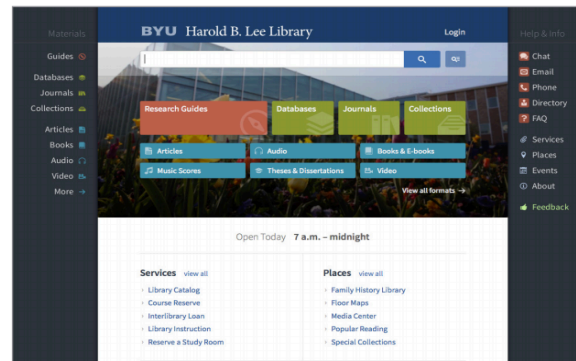 Materials
Guides
Databases
Journals
Collections
Articles
Books
Audio
Video
More →
BYU Harold B. Lee Library
Login
Research Guides
Databases
Journals
Collections
Articles
Audio
Books & E-books
Music Scores
Theses & Dissertations
Video
View all formats →
Open Today 7 a.m. – midnight
Services view all
› Library Catalog
› Course Reserve
› Interlibrary Loan
› Library Instruction
› Reserve a Study Room
Places view all
› Family History Library
› Floor Maps
› Media Center
› Popular Reading
› Special Collections
Help & Info
Chat
Email
Phone
Directory
FAQ
Services
Places
Events
About
Feedback